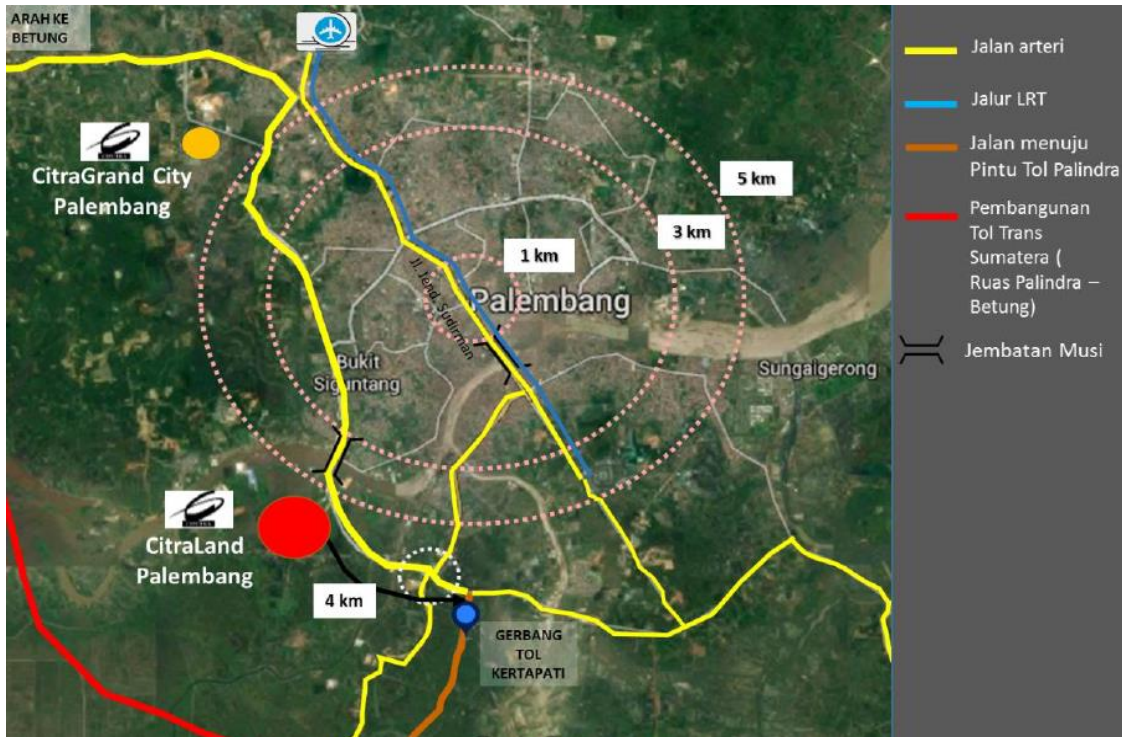 ARAH KE
BETUNG
CitraGrand City
Palembang
5 km
3 km
1 km
Jl. Jend. Sudirman
Palembang
Bukit
Siguntang
Sungaigerong
CitraLand
Palembang
4 km
GERBANG
TOL
KERTAPATI
Jalan arteri
Jalur LRT
Jalan menuju
Pintu Tol Palindra
Pembangunan
Tol Trans
Sumatera (
Ruas Palindra –
Betung)
Jembatan Musi